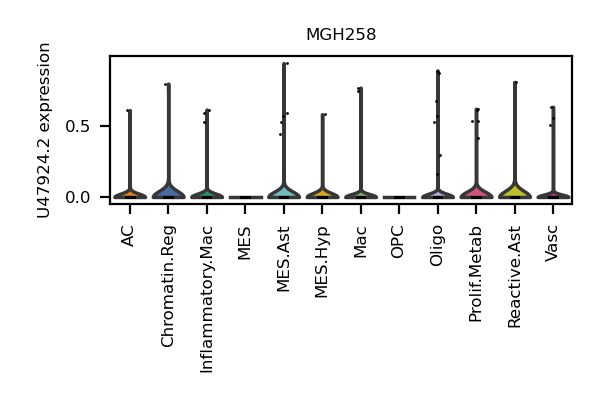 MGH258
U47924.2 expression
0.5
0.0
AC
Chromatin.Reg
Inflammatory.Mac
MES
MES.Ast
MES.Hyp
Mac
OPC
Oligo
Prolif.Metab
Reactive.Ast
Vasc